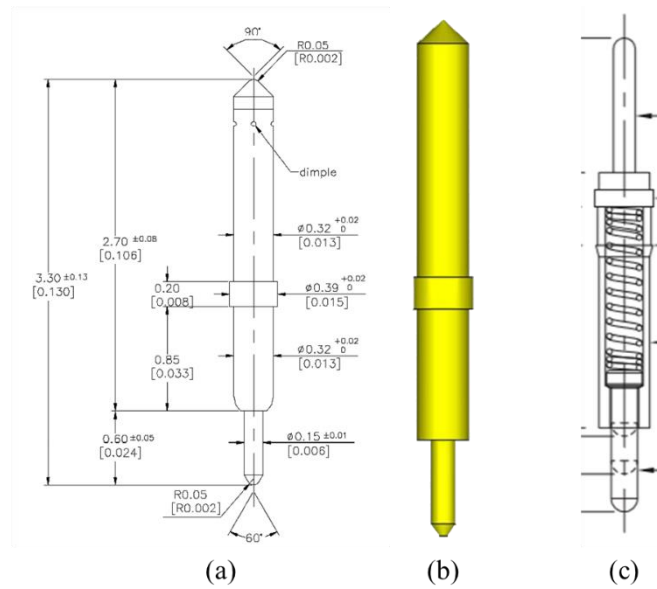 90°
R0.05
[R0.002]
dimple
ø0.32 +0.02 0
[0.013]
2.70 ±0.08
[0.106]
3.30 ±0.13
[0.130]
0.20
[0.008]
ø0.39 +0.02 0
[0.015]
0.85
[0.033]
ø0.32 +0.02 0
[0.013]
0.60 ±0.05
[0.024]
ø0.15 ±0.01
[0.006]
R0.05
[R0.002]
60°
(a)
(b)
(c)